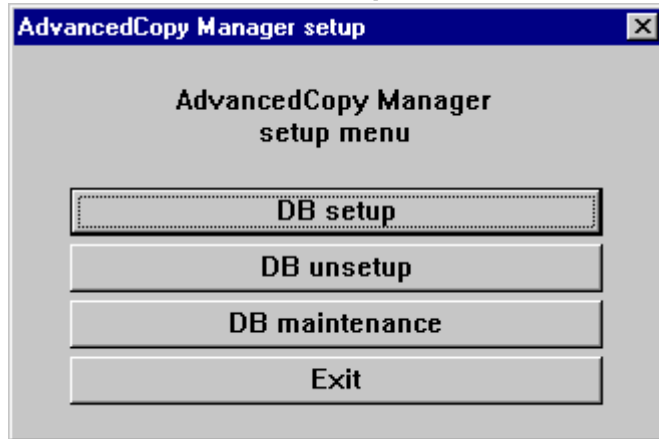 AdvancedCopy Manager setup
AdvancedCopy Manager
setup menu
DB setup
DB unsetup
DB maintenance
Exit